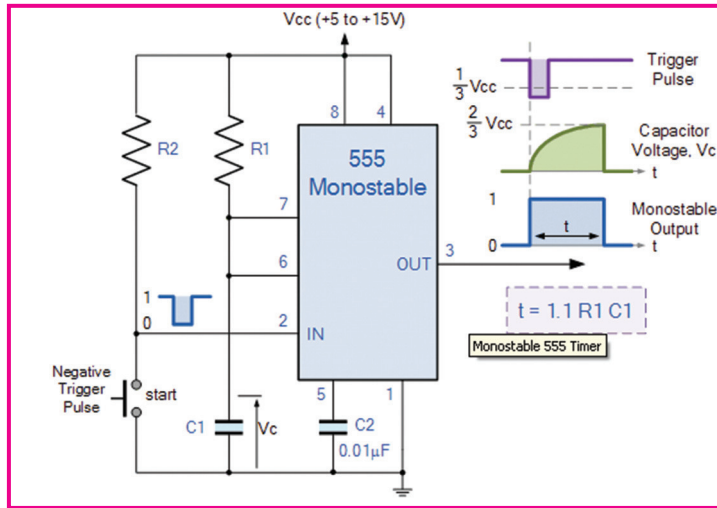 Vcc (+5 to +15V)
Trigger
Pulse
1/3 Vcc
2/3 Vcc
Capacitor
Voltage, Vc
t
8
4
R2
R1
555
Monostable
7
1
Monostable
Output
t
0
t
3
6
OUT
t = 1.1 R1 C1
1
0
2
IN
Monostable 555 Timer
Negative
Trigger
Pulse
start
5
1
C1
Vc
C2
0.01µF